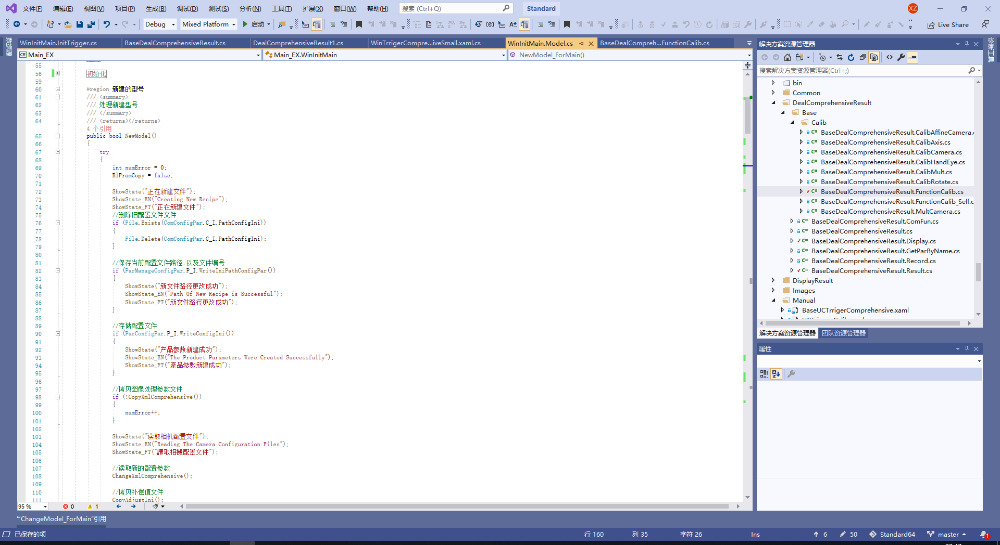 文件(F) 编辑(E) 视图(V) 项目(P) 生成(B) 调试(D) 测试(S) 分析(N) 工具(T) 扩展(X) 窗口(W) 帮助(H) 搜索 (Ctrl+Q) Standard XZ
Debug Mixed Platform 启动 Live Share
数据源
WinInitMain.InitTrigger.cs BaseDealComprehensiveResult.cs DealComprehensiveResult1.cs WinTrrigerCompre...iveSmall.xaml.cs WinInitMain.Model.cs BaseDealCompreh...FunctionCalib.cs
Main_EX Main_EX.WinInitMain NewModel_ForMain()
55
56 初始化
59
60 #region 新建的型号
61 /// <summary>
62 /// 处理新建型号
63 /// </summary>
64 /// <returns></returns>
4 个引用
65 public bool NewModel()
66 {
67 try
68 {
69 int numError = 0;
70 BlFromCopy = false;
71
72 ShowState("正在新建文件");
73 ShowState_EN("Creating New Recipe");
74 ShowState_FT("正在新建文件");
75 //删除旧配置文件文件
76 if (File.Exists(ComConfigPar.C_I.PathConfigIni))
77 {
78 File.Delete(ComConfigPar.C_I.PathConfigIni);
79 }
80
81 //保存当前配置文件路径,以及文件编号
82 if (ParManageConfigPar.P_I.WriteIniPathConfigPar())
83 {
84 ShowState("新文件路径更改成功");
85 ShowState_EN("Path Of New Recipe is Successful");
86 ShowState_FT("新文件路徑更改成功");
87 }
88
89 //存储配置文件
90 if (ParConfigPar.P_I.WriteConfigIni())
91 {
92 ShowState("产品参数新建成功");
93 ShowState_EN("The Product Parameters Were Created Successfully");
94 ShowState_FT("產品參數新建成功");
95 }
96
97 //拷贝图像处理参数文件
98 if (!CopyXmlComprehensive())
99 {
100 numError++;
101 }
102
103 ShowState("读取相机配置文件");
104 ShowState_EN("Reading The Camera Configuration Files");
105 ShowState_FT("讀取相機配置文件");
106
107 //读取新的配置参数
108 ChangeXmlComprehensive();
109
110 //拷贝补偿值文件
111 CopyAdjustIni();
95 % 0 1
"ChangeModel_ForMain"引用
已保存的项 行 160 列 35 字符 26 Ins 6 50 Standard64 master 1
解决方案资源管理器
搜索解决方案资源管理器(Ctrl+;)
bin
Common
DealComprehensiveResult
Base
Calib
C# BaseDealComprehensiveResult.CalibAffineCamera.
C# BaseDealComprehensiveResult.CalibAxis.cs
C# BaseDealComprehensiveResult.CalibCamera.cs
C# BaseDealComprehensiveResult.CalibHandEye.cs
C# BaseDealComprehensiveResult.CalibMult.cs
C# BaseDealComprehensiveResult.CalibRotate.cs
C# BaseDealComprehensiveResult.FunctionCalib.cs
C# BaseDealComprehensiveResult.FunctionCalib_Self.c
C# BaseDealComprehensiveResult.MultCamera.cs
C# BaseDealComprehensiveResult.ComFun.cs
C# BaseDealComprehensiveResult.cs
C# BaseDealComprehensiveResult.Display.cs
C# BaseDealComprehensiveResult.GetParByName.cs
C# BaseDealComprehensiveResult.Record.cs
C# BaseDealComprehensiveResult.Result.cs
DisplayResult
Images
Manual
BaseUCTrrigerComprehensive.xaml
解决方案资源管理器 团队资源管理器
属性
诊断工具